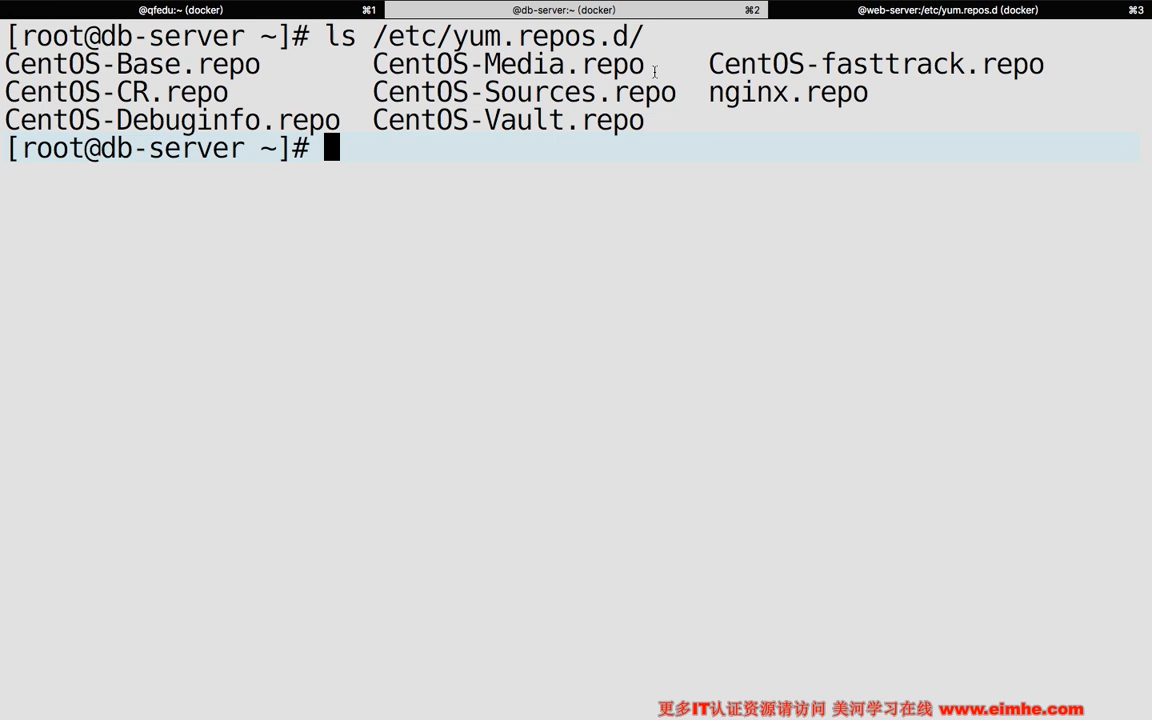 @qfedu:~ (docker) ⌘1 @db-server:~ (docker) ⌘2 @web-server:/etc/yum.repos.d (docker) ⌘3
[root@db-server ~]# ls /etc/yum.repos.d/
CentOS-Base.repo CentOS-Media.repo CentOS-fasttrack.repo
CentOS-CR.repo CentOS-Sources.repo nginx.repo
CentOS-Debuginfo.repo CentOS-Vault.repo
[root@db-server ~]#
更多IT认证资源请访问 美河学习在线 www.eimhe.com